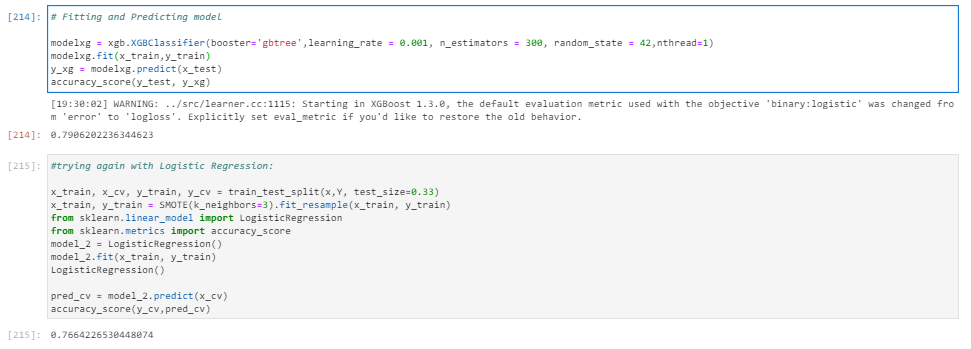 [214]: # Fitting and Predicting model
modelxg = xgb.XGBClassifier(booster='gbtree',learning_rate = 0.001, n_estimators = 300, random_state = 42,nthread=1)
modelxg.fit(x_train,y_train)
y_xg = modelxg.predict(x_test)
accuracy_score(y_test, y_xg)
[19:30:02] WARNING: ../src/learner.cc:1115: Starting in XGBoost 1.3.0, the default evaluation metric used with the objective 'binary:logistic' was changed fro
m 'error' to 'logloss'. Explicitly set eval_metric if you'd like to restore the old behavior.
[214]: 0.7906202236344623
[215]: #trying again with Logistic Regression:
x_train, x_cv, y_train, y_cv = train_test_split(x,Y, test_size=0.33)
x_train, y_train = SMOTE(k_neighbors=3).fit_resample(x_train, y_train)
from sklearn.linear_model import LogisticRegression
from sklearn.metrics import accuracy_score
model_2 = LogisticRegression()
model_2.fit(x_train, y_train)
LogisticRegression()
pred_cv = model_2.predict(x_cv)
accuracy_score(y_cv,pred_cv)
[215]: 0.7664226530448074